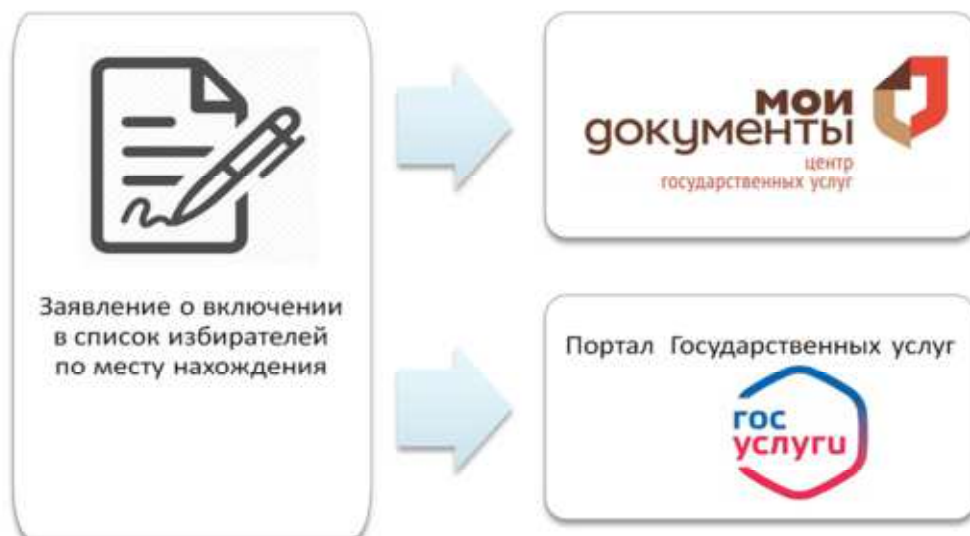 Заявление о включении
в список избирателей
по месту нахождения
мои
документы
центр
государственных услуг
Портал Государственных услуг
гос
услуги